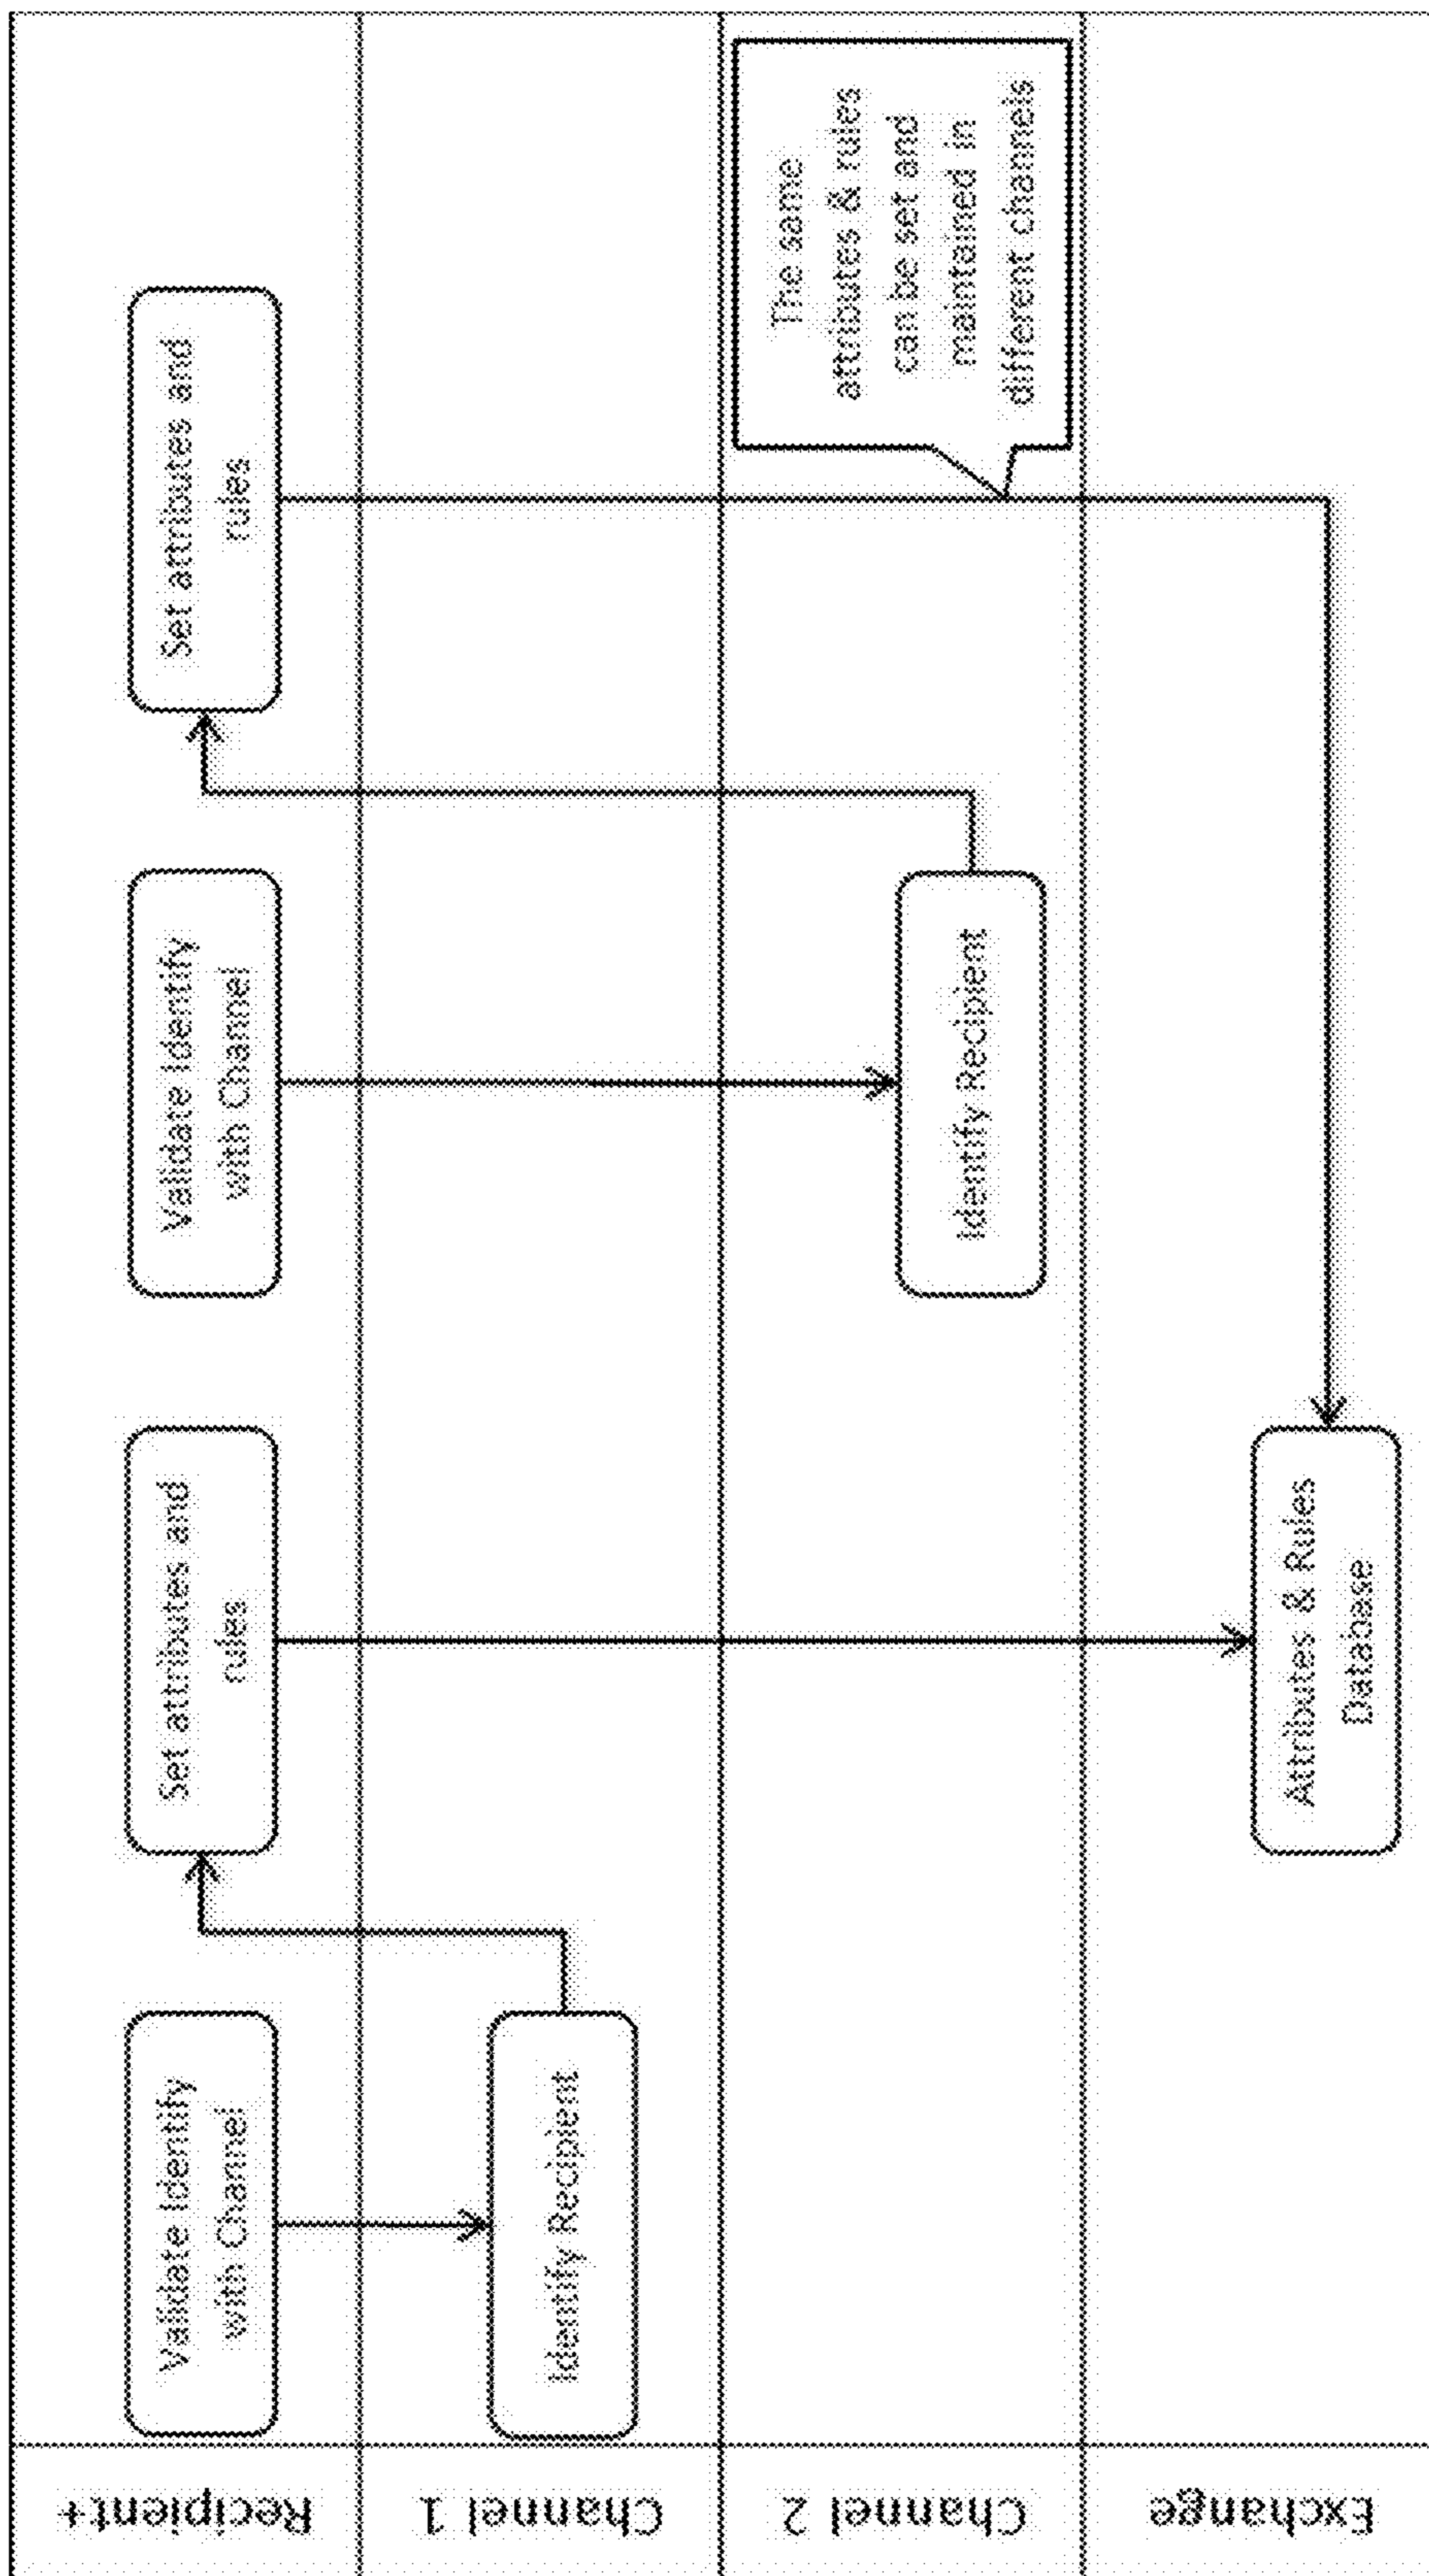 Recipient+
Validate Identify
with Channel
Set attributes and
rules
Validate Identify
with Channel
Set attributes and
rules
Channel 1
Identify Recipient
Channel 2
Identify Recipient
The same
attributes & rules
can be set and
maintained in
different channels
Exchange
Attributes & Rules
Database